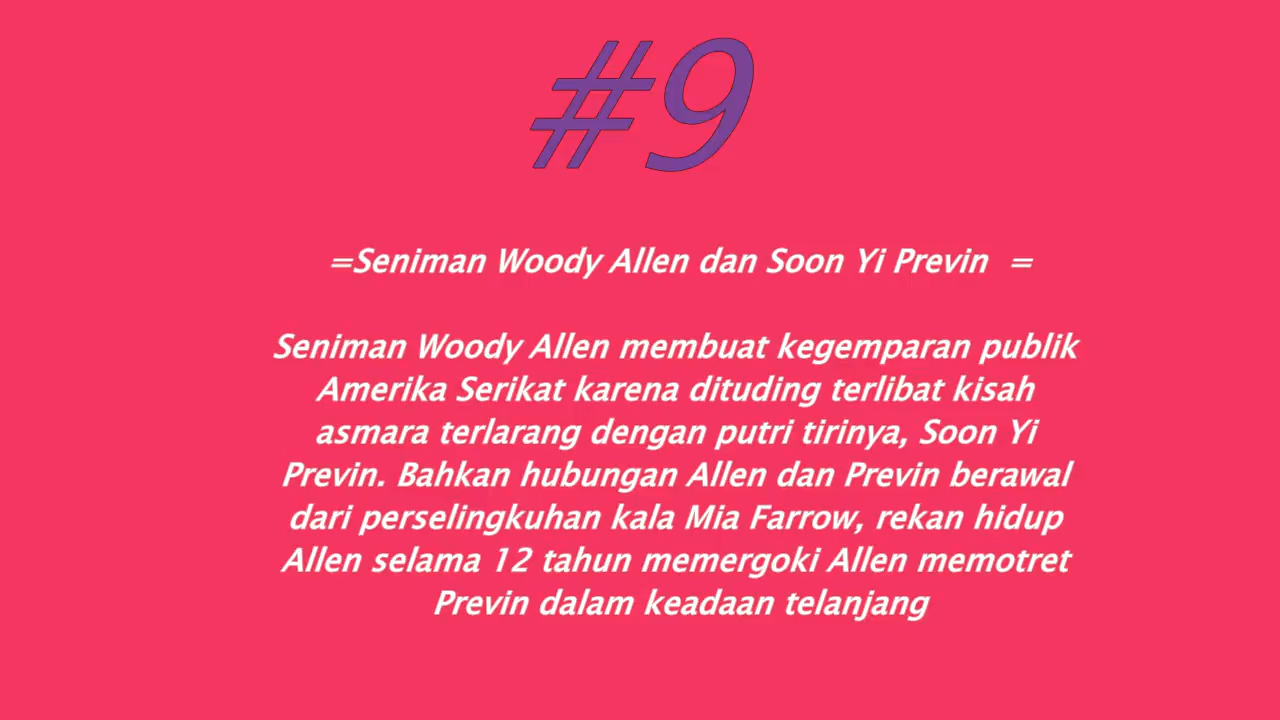 #9
=Seniman Woody Allen dan Soon Yi Previn =
Seniman Woody Allen membuat kegemparan publik
Amerika Serikat karena dituding terlibat kisah
asmara terlarang dengan putri tirinya, Soon Yi
Previn. Bahkan hubungan Allen dan Previn berawal
dari perselingkuhan kala Mia Farrow, rekan hidup
Allen selama 12 tahun memergoki Allen memotret
Previn dalam keadaan telanjang